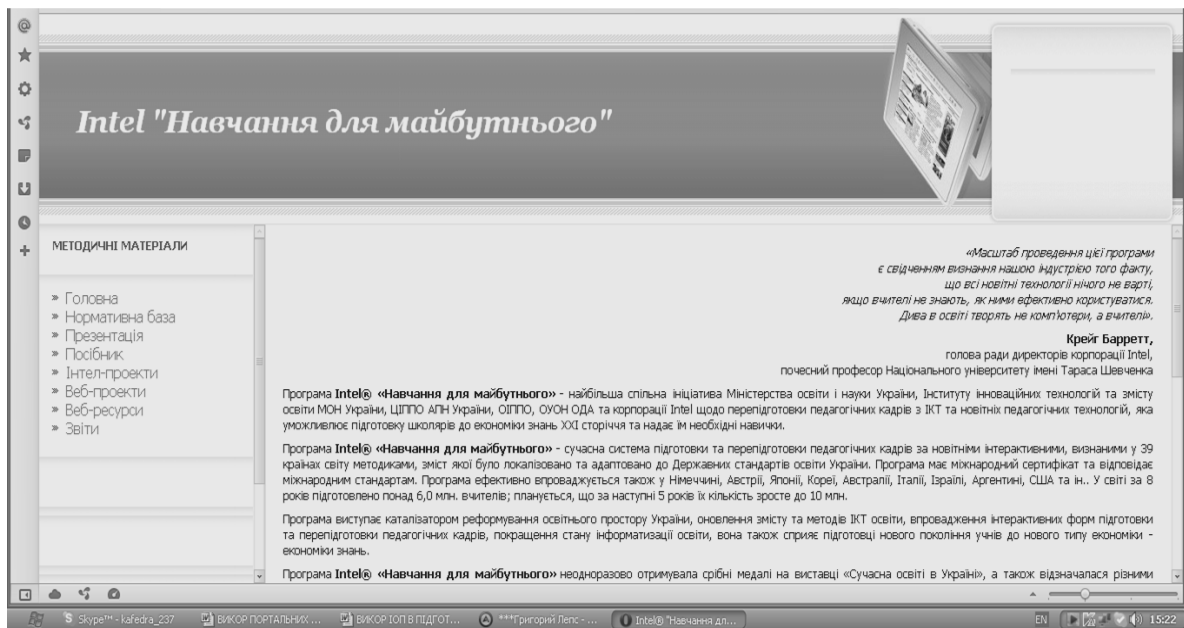 Intel "Навчання для майбутнього"
МЕТОДИЧНІ МАТЕРІАЛИ
» Головна
» Нормативна база
» Презентація
» Посібник
» Інтел-проекти
» Веб-проекти
» Веб-ресурси
» Звіти
«Масштаб проведення цієї програми
є свідченням визнання нашою індустрією того факту,
що всі новітні технології нічого не варті,
якщо вчителі не знають, як ними ефективно користуватися.
Дива в освіті творять не комп'ютери, а вчителі».
Крейг Барретт,
голова ради директорів корпорації Intel,
почесний професор Національного університету імені Тараса Шевченка
Програма Intel® «Навчання для майбутнього» - найбільша спільна ініціатива Міністерства освіти і науки України, Інституту інноваційних технологій та змісту
освіти МОН України, ЦІППО АПН України, ОІППО, ОУОН ОДА та корпорації Intel щодо перепідготовки педагогічних кадрів з ІКТ та новітніх педагогічних технологій, яка
уможливлює підготовку школярів до економіки знань XXI сторіччя та надає їм необхідні навички.
Програма Intel® «Навчання для майбутнього» - сучасна система підготовки та перепідготовки педагогічних кадрів за новітніми інтерактивними, визнаними у 39
країнах світу методиками, зміст якої було локалізовано та адаптовано до Державних стандартів освіти України. Програма має міжнародний сертифікат та відповідає
міжнародним стандартам. Програма ефективно впроваджується також у Німеччині, Австрії, Японії, Кореї, Австралії, Італії, Ізраїлі, Аргентині, США та ін.. У світі за 8
років підготовлено понад 6,0 млн. вчителів; планується, що за наступні 5 років їх кількість зросте до 10 млн.
Програма виступає каталізатором реформування освітнього простору України, оновлення змісту та методів ІКТ освіти, впровадження інтерактивних форм підготовки
та перепідготовки педагогічних кадрів, покращення стану інформатизації освіти, вона також сприяє підготовці нового покоління учнів до нового типу економіки -
економіки знань.
Програма Intel® «Навчання для майбутнього» неодноразово отримувала срібні медалі на виставці «Сучасна освіті в Україні», а також відзначалася різними
Skype™ - kafedra_237
ВИКОР ПОРТАЛЬНИХ ...
ВИКОР ІОП В ПІДГОТ...
***Григорий Лепс - ...
Intel® "Навчання дл...
EN
15:22